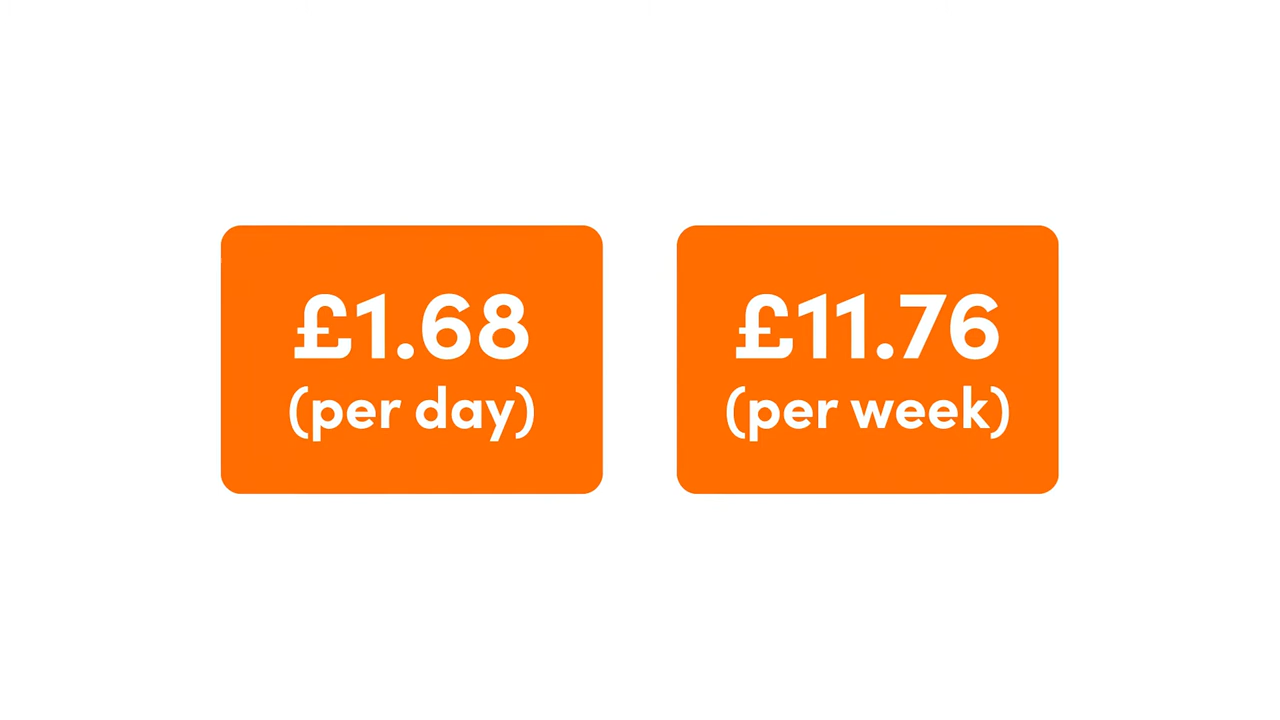 £1.68
(per day)
£11.76
(per week)